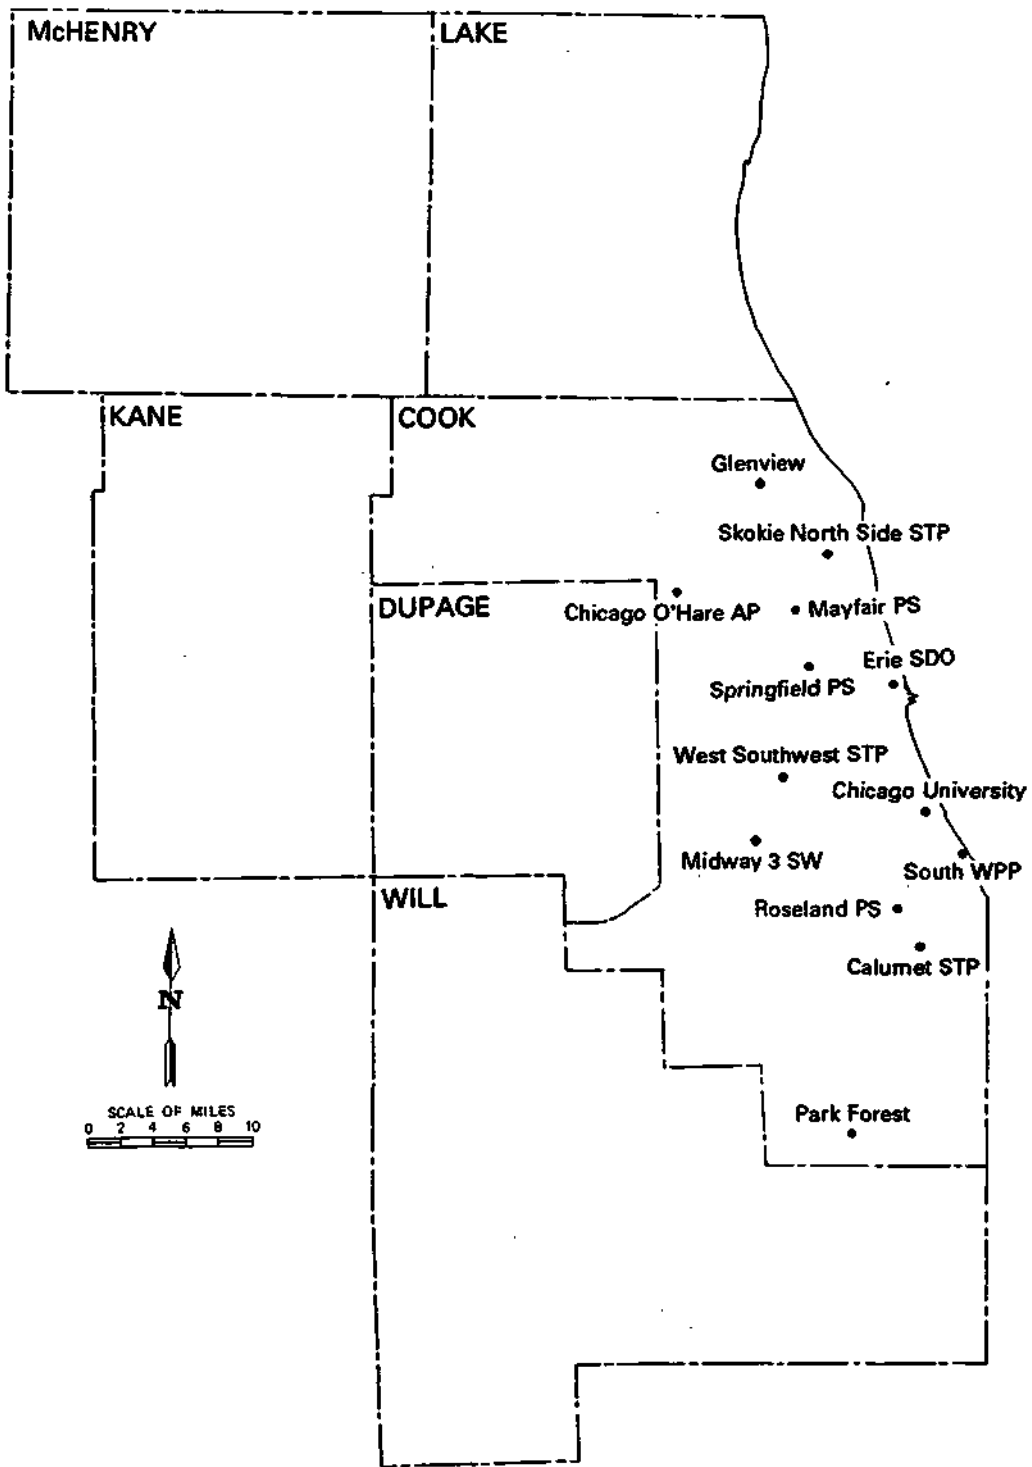 McHENRY
LAKE
KANE
COOK
Glenview
Skokie North Side STP
DUPAGE
Chicago O'Hare AP
Mayfair PS
Erie SDO
Springfield PS
West Southwest STP
Chicago University
Midway 3 SW
South WPP
WILL
Roseland PS
Calumet STP
N
SCALE OF MILES
0 2 4 6 8 10
Park Forest